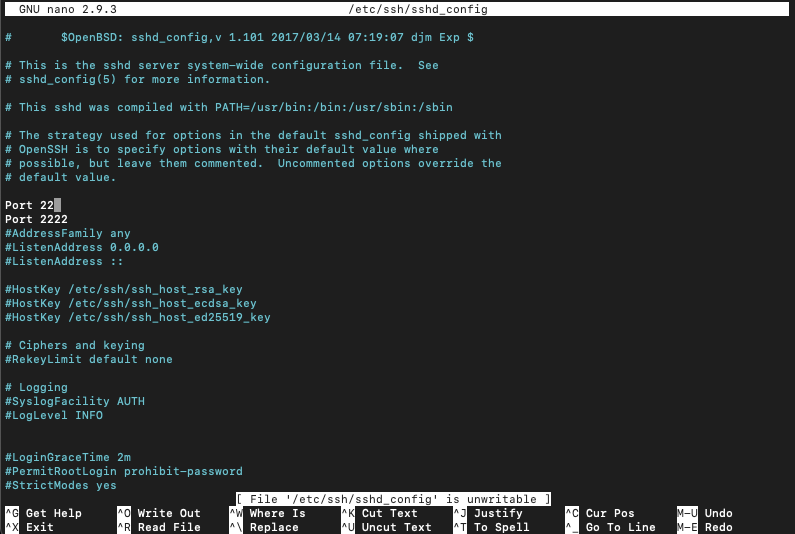 GNU nano 2.9.3                                 /etc/ssh/sshd_config
#       $OpenBSD: sshd_config,v 1.101 2017/03/14 07:19:07 djm Exp $
# This is the sshd server system-wide configuration file.  See
# sshd_config(5) for more information.
# This sshd was compiled with PATH=/usr/bin:/bin:/usr/sbin:/sbin
# The strategy used for options in the default sshd_config shipped with
# OpenSSH is to specify options with their default value where
# possible, but leave them commented.  Uncommented options override the
# default value.
Port 22
Port 2222
#AddressFamily any
#ListenAddress 0.0.0.0
#ListenAddress ::
#HostKey /etc/ssh/ssh_host_rsa_key
#HostKey /etc/ssh/ssh_host_ecdsa_key
#HostKey /etc/ssh/ssh_host_ed25519_key
# Ciphers and keying
#RekeyLimit default none
# Logging
#SyslogFacility AUTH
#LogLevel INFO
#LoginGraceTime 2m
#PermitRootLogin prohibit-password
#StrictModes yes
[ File '/etc/ssh/sshd_config' is unwritable ]
^G Get Help     ^O Write Out    ^W Where Is     ^K Cut Text     ^J Justify      ^C Cur Pos      M-U Undo
^X Exit         ^R Read File    ^\ Replace      ^U Uncut Text   ^T To Spell     ^_ Go To Line   M-E Redo